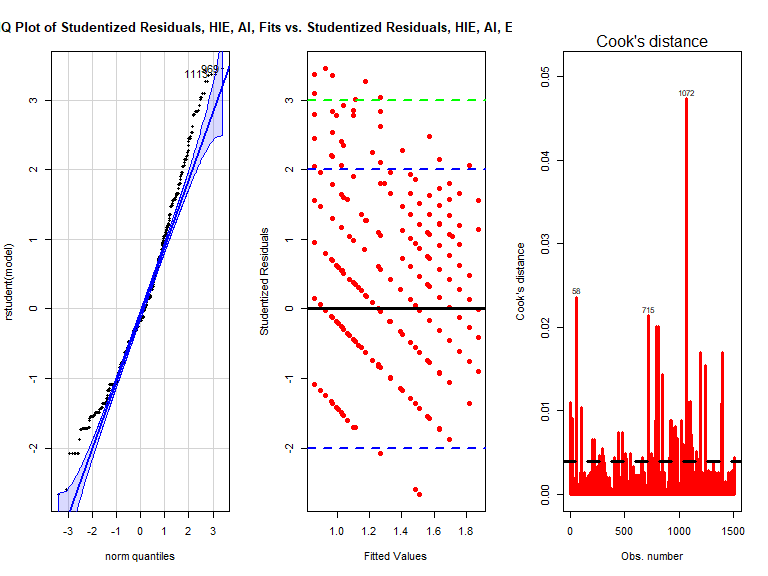 Q Plot of Studentized Residuals, HIE, AI, Fits vs. Studentized Residuals, HIE, AI, E
Cook's distance
969
rstudent(model)
3
2
1
0
-1
-2
-3 -2 -1 0 1 2 3
norm quantiles
Studentized Residuals
3
2
1
0
-1
-2
1.0 1.2 1.4 1.6 1.8
Fitted Values
Cook's distance
0.05
0.04
0.03
0.02
0.01
0.00
1072
58
715
0 500 1000 1500
Obs. number